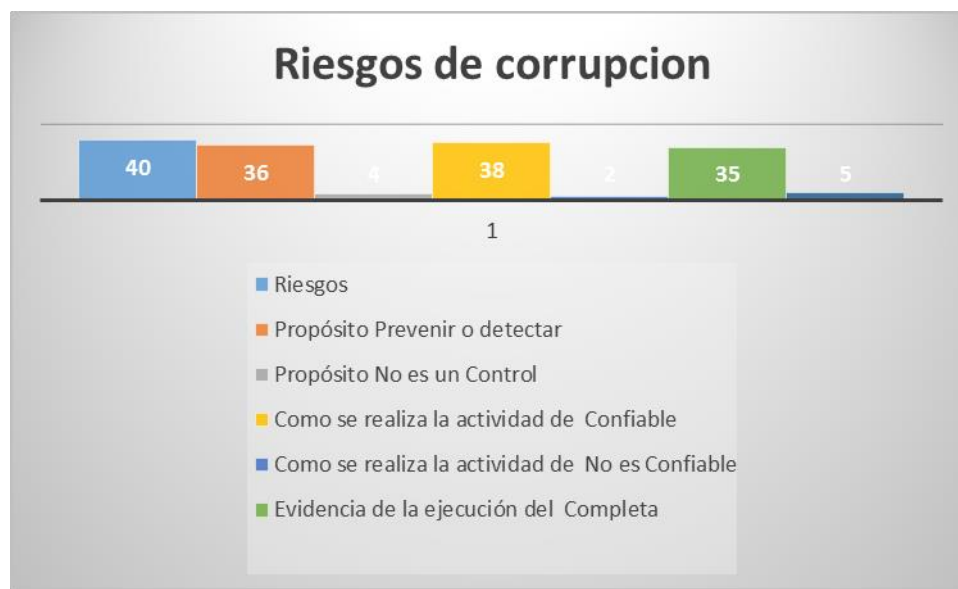 Riesgos de corrupcion
40 36 4 38 2 35 5
1
Riesgos
Propósito Prevenir o detectar
Propósito No es un Control
Como se realiza la actividad de Confiable
Como se realiza la actividad de No es Confiable
Evidencia de la ejecución del Completa